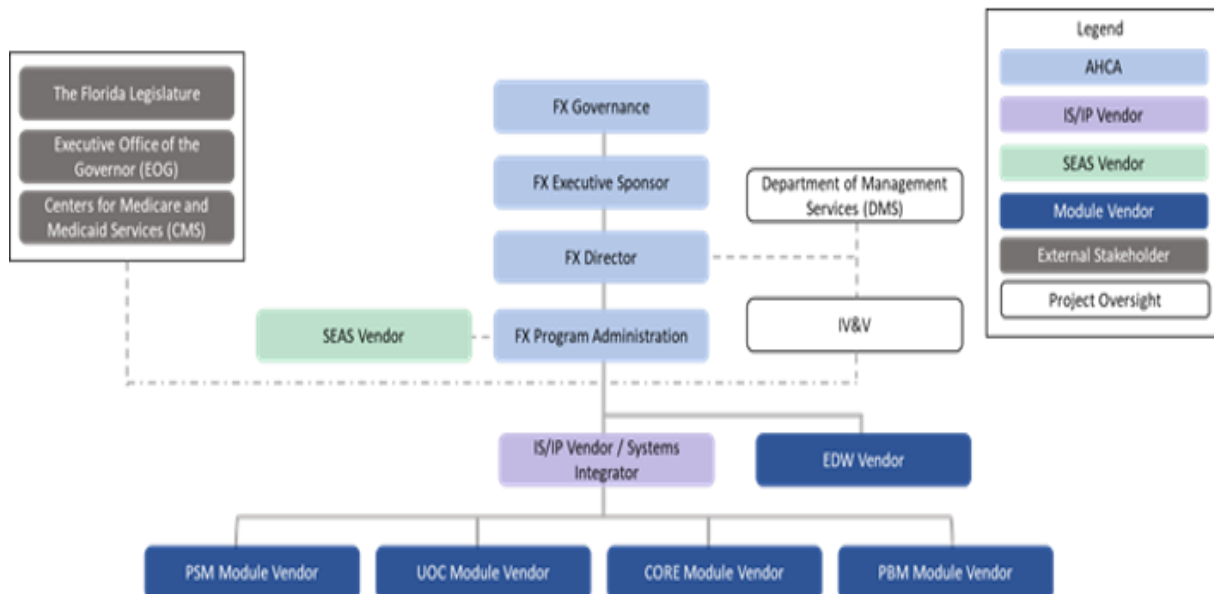 The Florida Legislature
Executive Office of the
Governor (EOG)
Centers for Medicare and
Medicaid Services (CMS)
FX Governance
FX Executive Sponsor
Department of Management
Services (DMS)
FX Director
SEAS Vendor
FX Program Administration
IV&V
IS/IP Vendor / Systems
Integrator
EDW Vendor
PSM Module Vendor
UOC Module Vendor
CORE Module Vendor
PBM Module Vendor
Legend
AHCA
IS/IP Vendor
SEAS Vendor
Module Vendor
External Stakeholder
Project Oversight